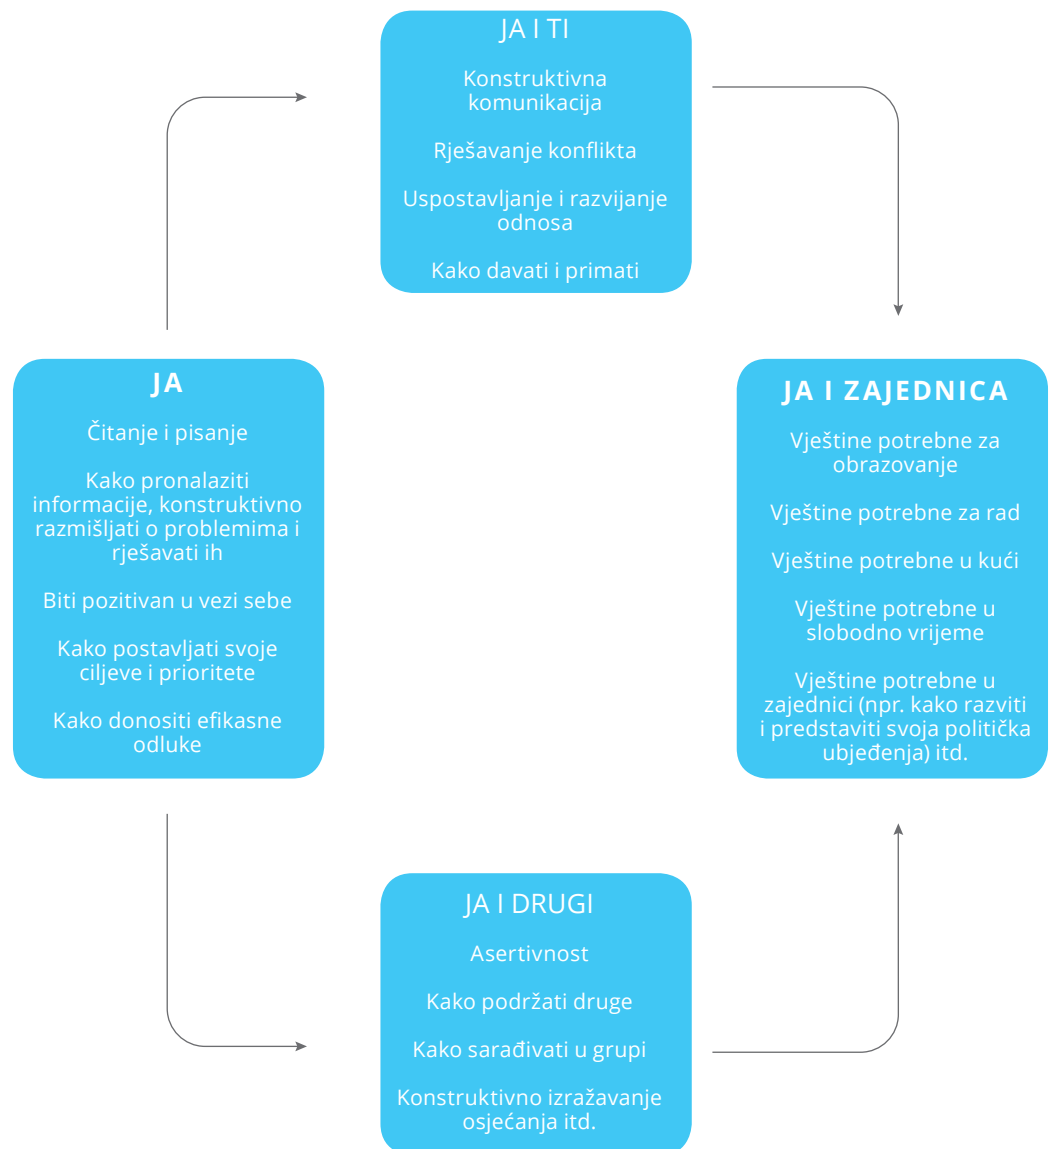 JA I TI
Konstruktivna
komunikacija
Rješavanje konflikta
Uspostavljanje i razvijanje
odnosa
Kako davati i primati
JA
Čitanje i pisanje
Kako pronalaziti
informacije, konstruktivno
razmišljati o problemima i
rješavati ih
Biti pozitivan u vezi sebe
Kako postavljati svoje
ciljeve i prioritete
Kako donositi efikasne
odluke
JA I ZAJEDNICA
Vještine potrebne za
obrazovanje
Vještine potrebne za rad
Vještine potrebne u kući
Vještine potrebne u
slobodno vrijeme
Vještine potrebne u
zajednici (npr. kako razviti
i predstaviti svoja politička
ubjeđenja) itd.
JA I DRUGI
Asertivnost
Kako podržati druge
Kako sarađivati u grupi
Konstruktivno izražavanje
osjećanja itd.